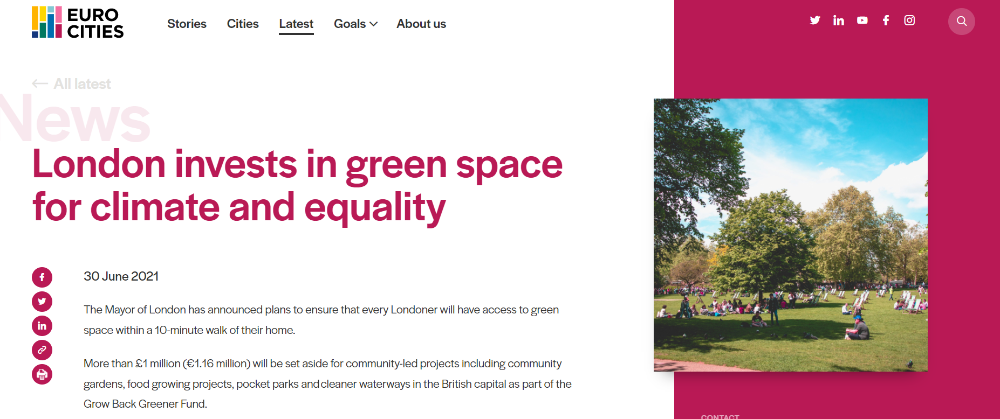 EURO
CITIES
Stories
Cities
Latest
Goals
About us
All latest
News
London invests in green space
for climate and equality
30 June 2021
The Mayor of London has announced plans to ensure that every Londoner will have access to green
space within a 10-minute walk of their home.
More than £1 million (€1.16 million) will be set aside for community-led projects including community
gardens, food growing projects, pocket parks and cleaner waterways in the British capital as part of the
Grow Back Greener Fund.
CONTACT